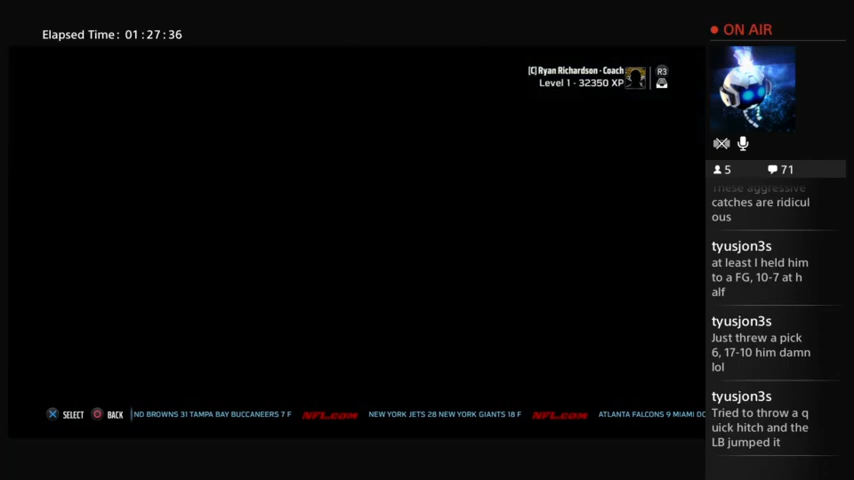 Elapsed Time: 01:27:36
ON AIR
[C] Ryan Richardson - Coach
R3
Level 1 - 32350 XP
5
71
These aggressive
catches are ridicul
ous
tyusjon3s
at least I held him
to a FG, 10-7 at h
alf
tyusjon3s
Just threw a pick
6, 17-10 him damn
lol
tyusjon3s
Tried to throw a q
uick hitch and the
LB jumped it
SELECT
BACK
ND BROWNS 31 TAMPA BAY BUCCANEERS 7 F
NFL.COM
NEW YORK JETS 28 NEW YORK GIANTS 18 F
NFL.COM
ATLANTA FALCONS 9 MIAMI DO